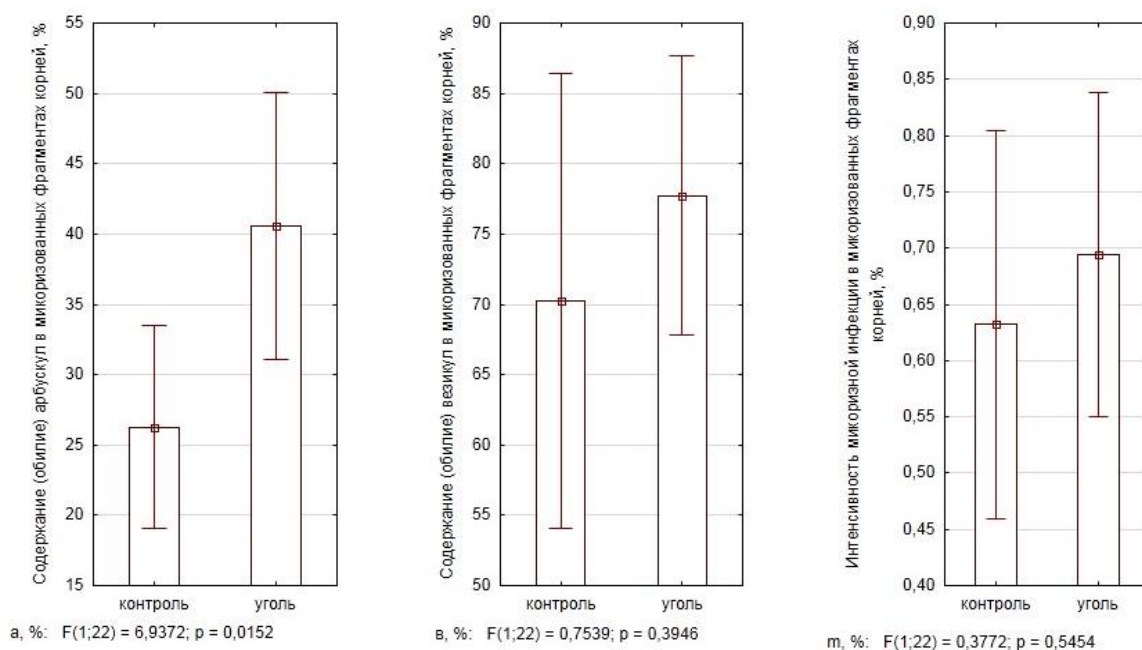 Содержание (обилие) арбускул в микоризованных фрагментах корней, %
55
50
45
40
35
30
25
20
15
контроль уголь
a, %: F(1;22) = 6,9372; p = 0,0152
Содержание (обилие) везикул в микоризованных фрагментах корней, %
90
85
80
75
70
65
60
55
50
контроль уголь
в, %: F(1;22) = 0,7539; p = 0,3946
Интенсивность микоризной инфекции в микоризованных фрагментах
корней, %
0,90
0,85
0,80
0,75
0,70
0,65
0,60
0,55
0,50
0,45
0,40
контроль уголь
m, %: F(1;22) = 0,3772; p = 0,5454